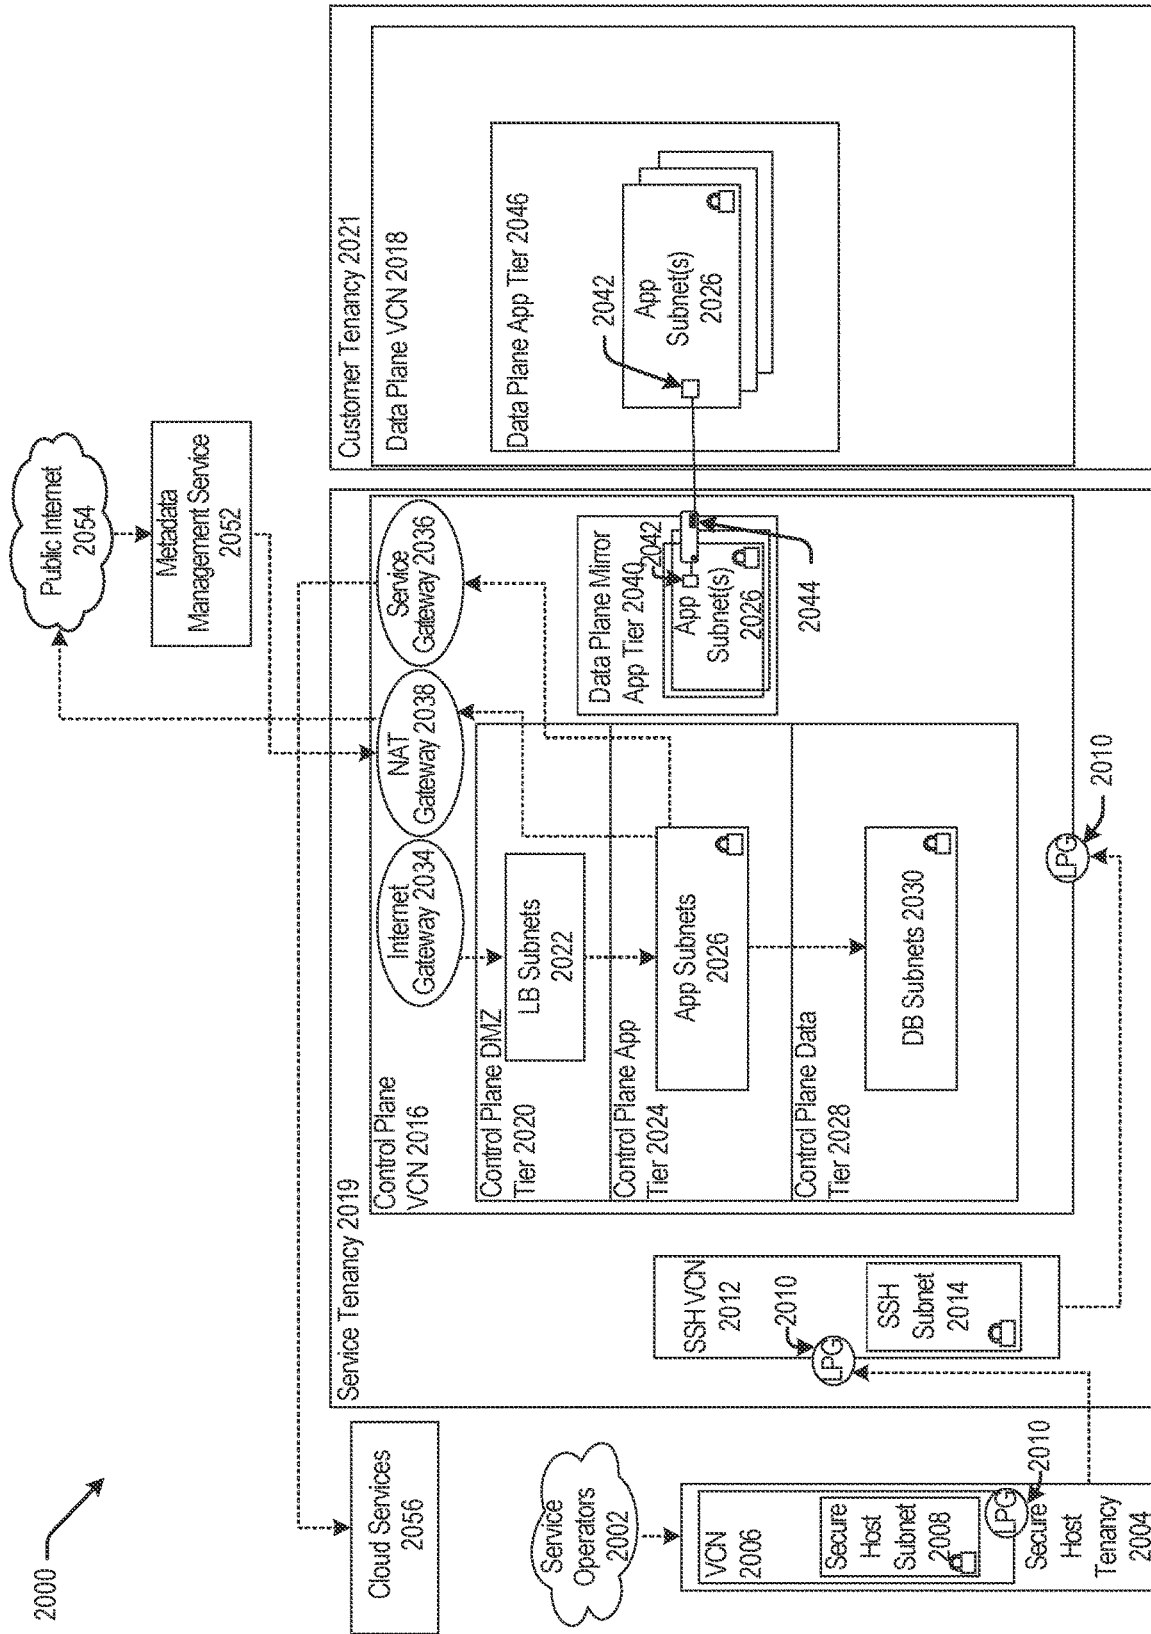 2000
Cloud Services
2056
Service
Operators
2002
VCN
2006
Secure
Host
Subnet
2008
LPG
2010
Secure
Host
Tenancy
2004
Service Tenancy 2019
SSH VCN
2012
2010
LPG
SSH
Subnet
2014
Control Plane
VCN 2016
Internet
Gateway 2034
NAT
Gateway 2038
Service
Gateway 2036
Control Plane DMZ
Tier 2020
LB Subnets
2022
Control Plane App
Tier 2024
App Subnets
2026
Control Plane Data
Tier 2028
DB Subnets 2030
LPG
2010
Data Plane Mirror
App Tier 2040
2042
App
Subnet(s)
2026
2044
Public Internet
2054
Metadata
Management Service
2052
Customer Tenancy 2021
Data Plane VCN 2018
Data Plane App Tier 2046
2042
App
Subnet(s)
2026